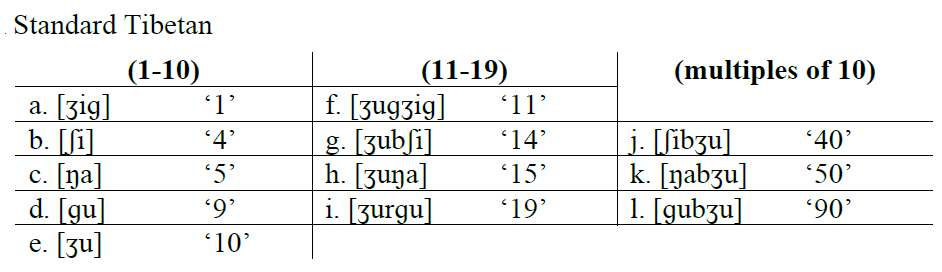 . Standard Tibetan
(1-10) (11-19) (multiples of 10)
a. [ʒig] ‘1’ f. [ʒugʒig] ‘11’
b. [ʃi] ‘4’ g. [ʒubʃi] ‘14’ j. [ʃibʒu] ‘40’
c. [ŋa] ‘5’ h. [ʒuŋa] ‘15’ k. [ŋabʒu] ‘50’
d. [gu] ‘9’ i. [ʒurgu] ‘19’ l. [gubʒu] ‘90’
e. [ʒu] ‘10’